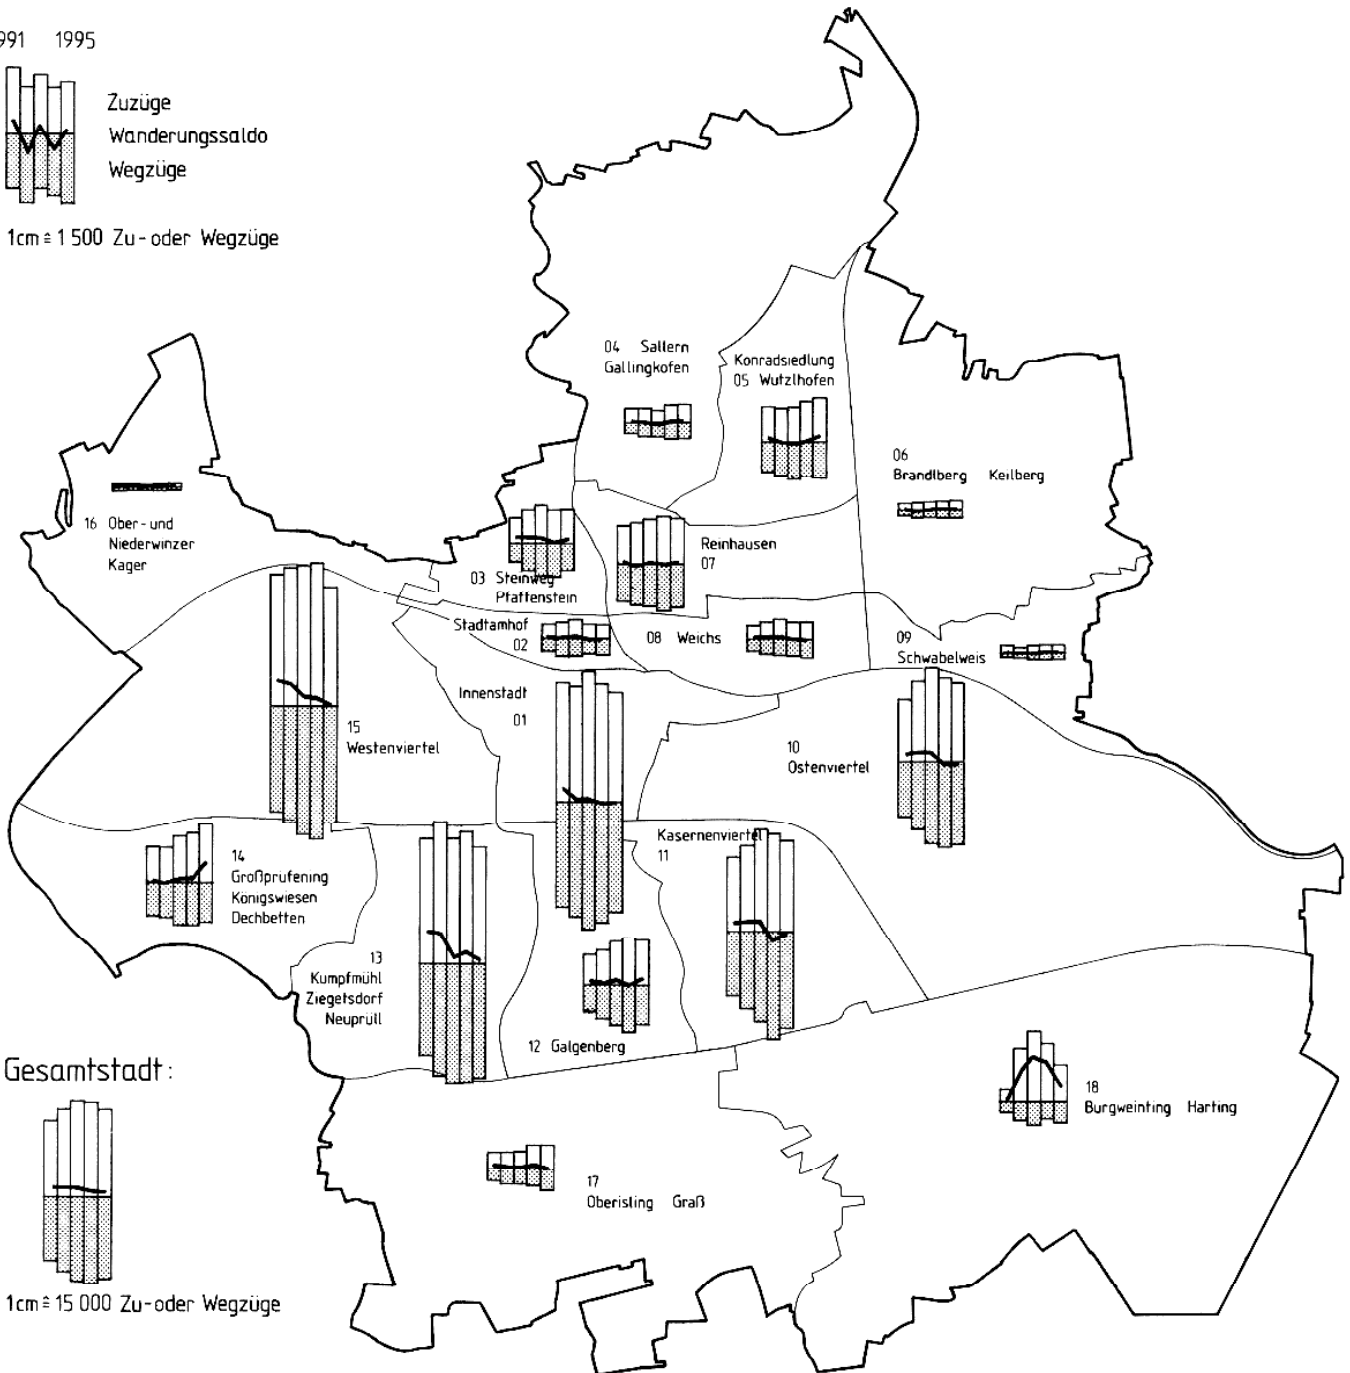 991 1995
Zuzüge
Wanderungssaldo
Wegzüge
1cm ≙ 1 500 Zu-oder Wegzüge
04 Sallern
Gallingkofen
Konradsiedlung
05 Wutzlhofen
06
Brandlberg Keilberg
16 Ober-und
Niederwinzer
Kager
03 Steinweg
Pfaffenstein
Reinhausen
07
Stadtamhof
02
08 Weichs
09
Schwabelweis
Innenstadt
01
15
Westenviertel
10
Ostenviertel
Kasernenviertel
11
14
Großprüfening
Königswiesen
Dechbetten
13
Kumpfmühl
Ziegetsdorf
Neuprüll
12 Galgenberg
18
Burgweinting Harting
17
Oberisling Graß
Gesamtstadt:
1cm ≙ 15 000 Zu-oder Wegzüge